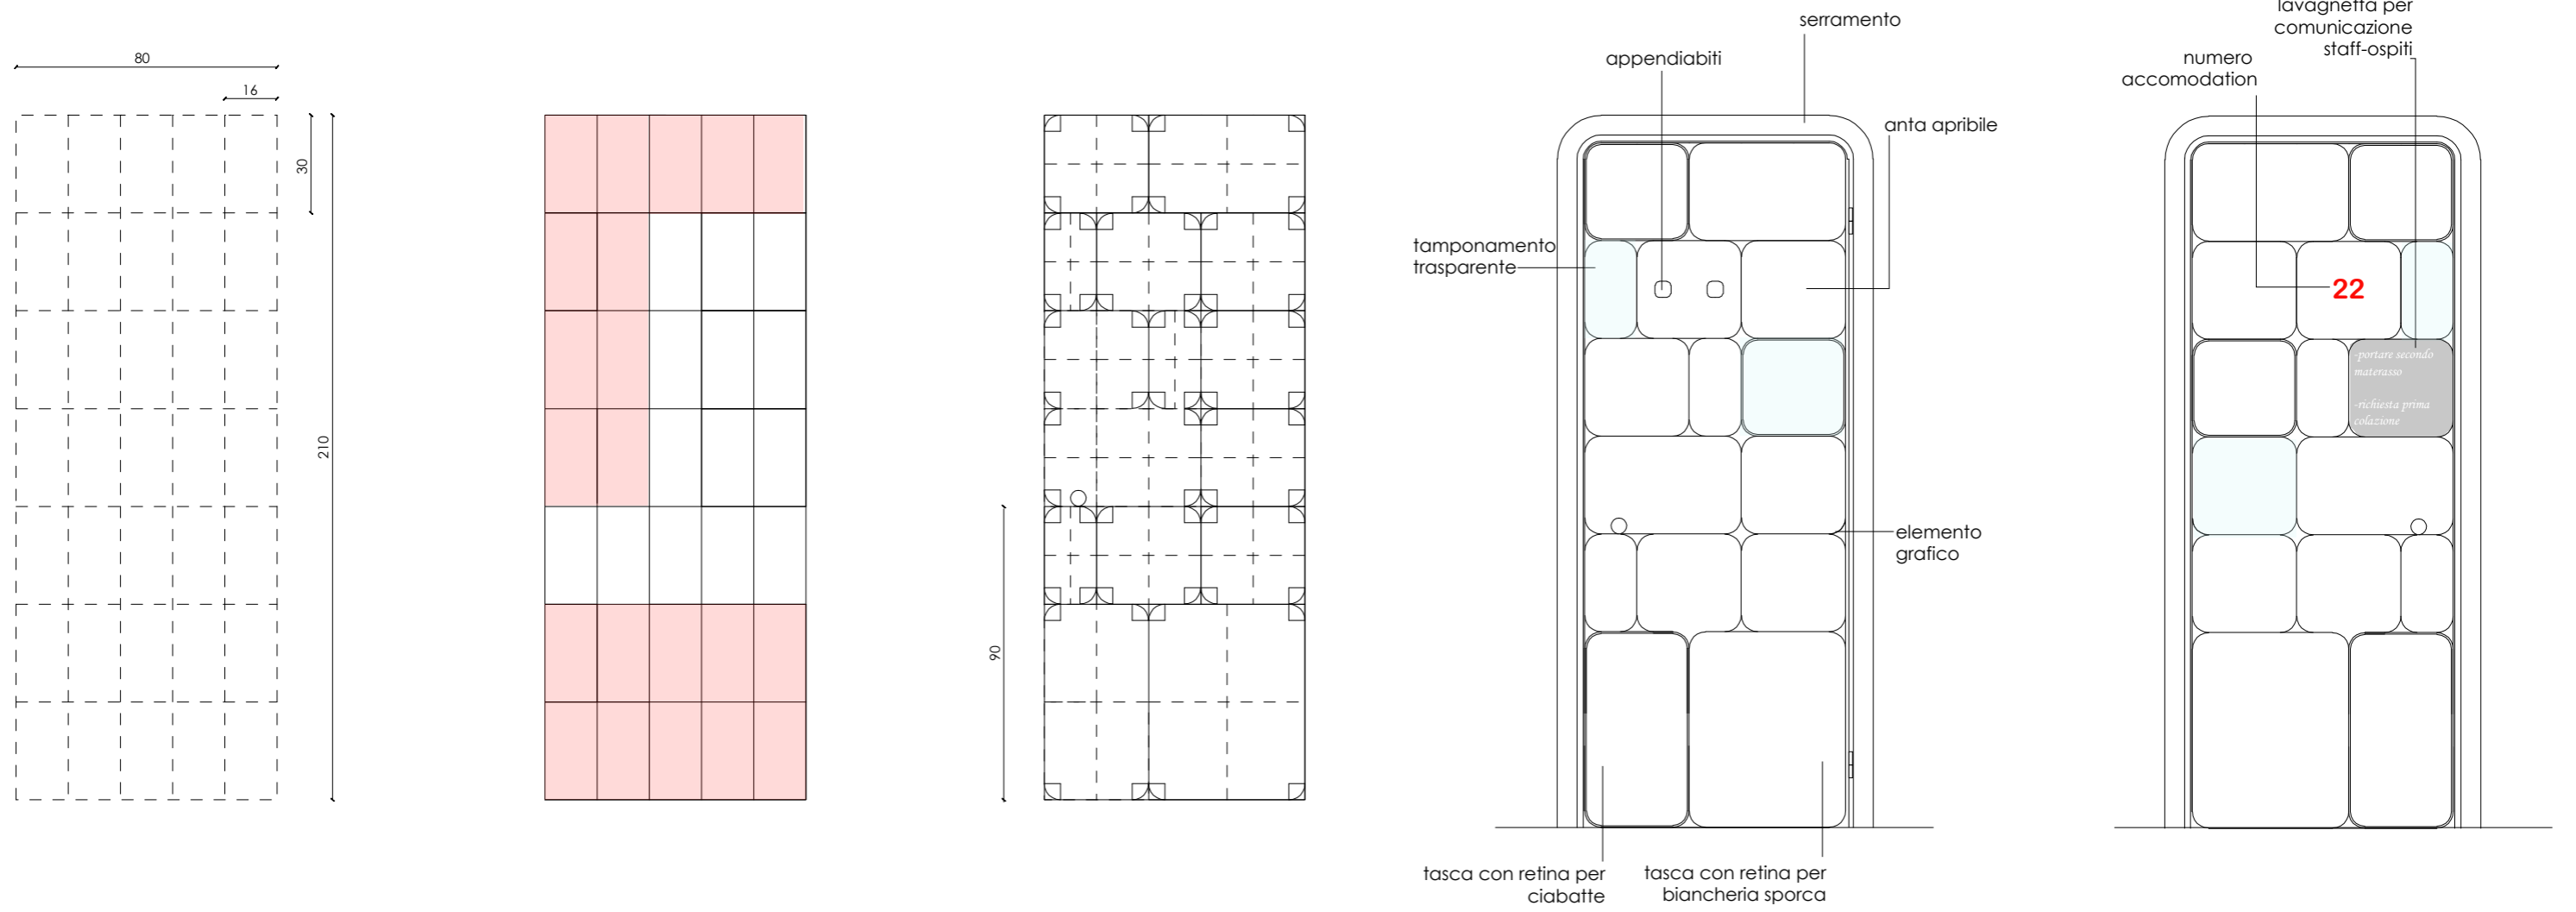 80
16
30
210
90
serramento
appendiabiti
anta apribile
tamponamento
trasparente
elemento
grafico
tasca con retina per
ciabatte
tasca con retina per
biancheria sporca
lavagnetta per
comunicazione
staff-ospiti
numero
accomodation
22
-portare secondo
materasso
-richiesta prima
colazione